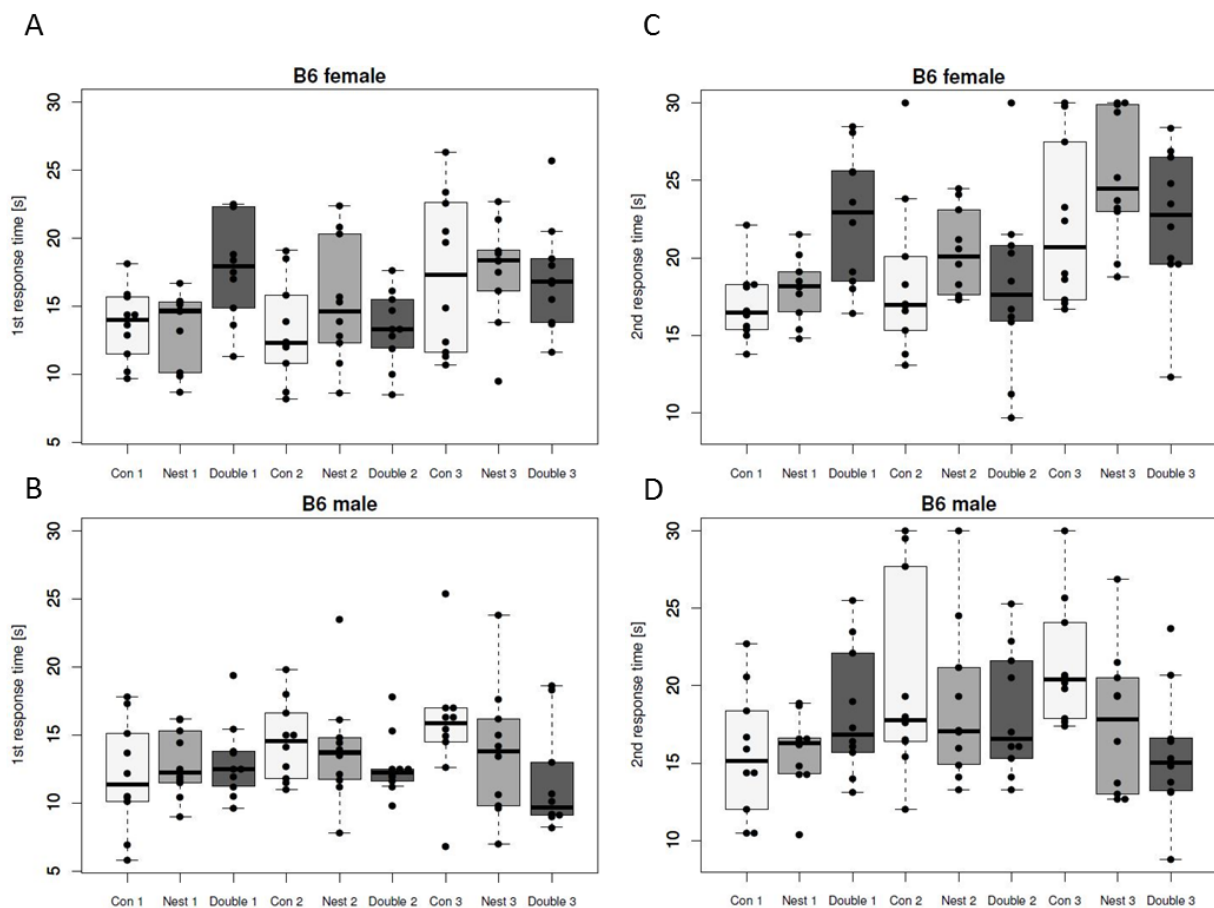 A
B6 female
1st response time [s]
30
25
20
15
10
5
Con 1 Nest 1 Double 1 Con 2 Nest 2 Double 2 Con 3 Nest 3 Double 3
B
B6 male
1st response time [s]
30
25
20
15
10
5
Con 1 Nest 1 Double 1 Con 2 Nest 2 Double 2 Con 3 Nest 3 Double 3
C
B6 female
2nd response time [s]
30
25
20
15
10
Con 1 Nest 1 Double 1 Con 2 Nest 2 Double 2 Con 3 Nest 3 Double 3
D
B6 male
2nd response time [s]
30
25
20
15
10
Con 1 Nest 1 Double 1 Con 2 Nest 2 Double 2 Con 3 Nest 3 Double 3